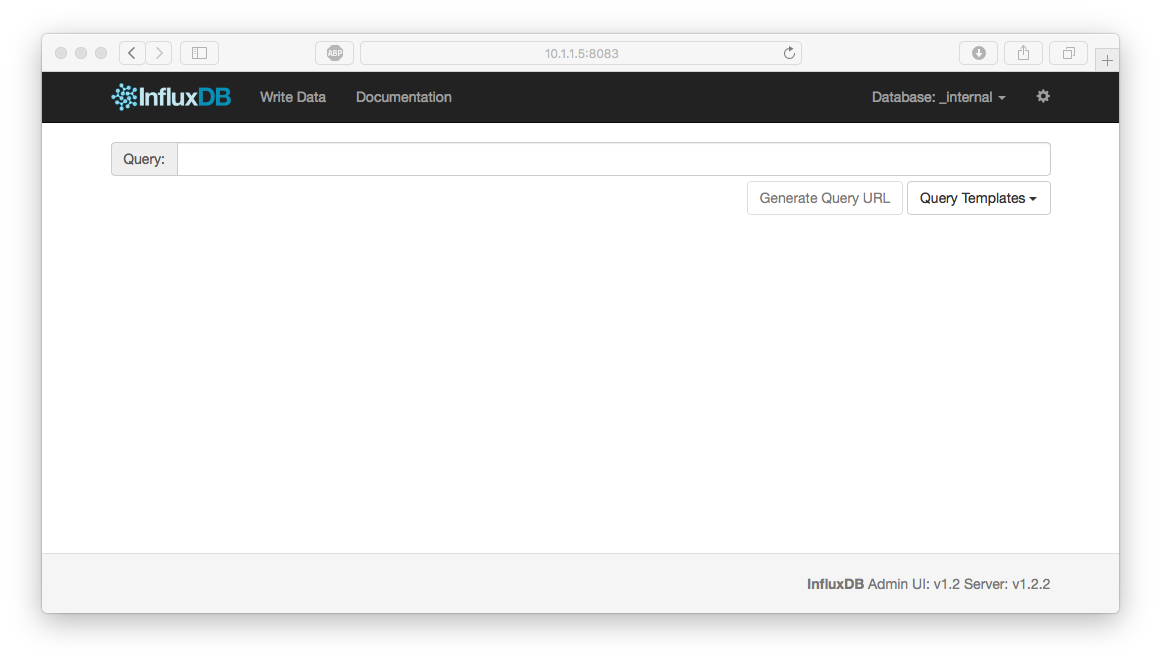 ABP
10.1.1.5:8083
InfluxDB Write Data Documentation Database: _internal
Query:
Generate Query URL Query Templates
InfluxDB Admin UI: v1.2 Server: v1.2.2